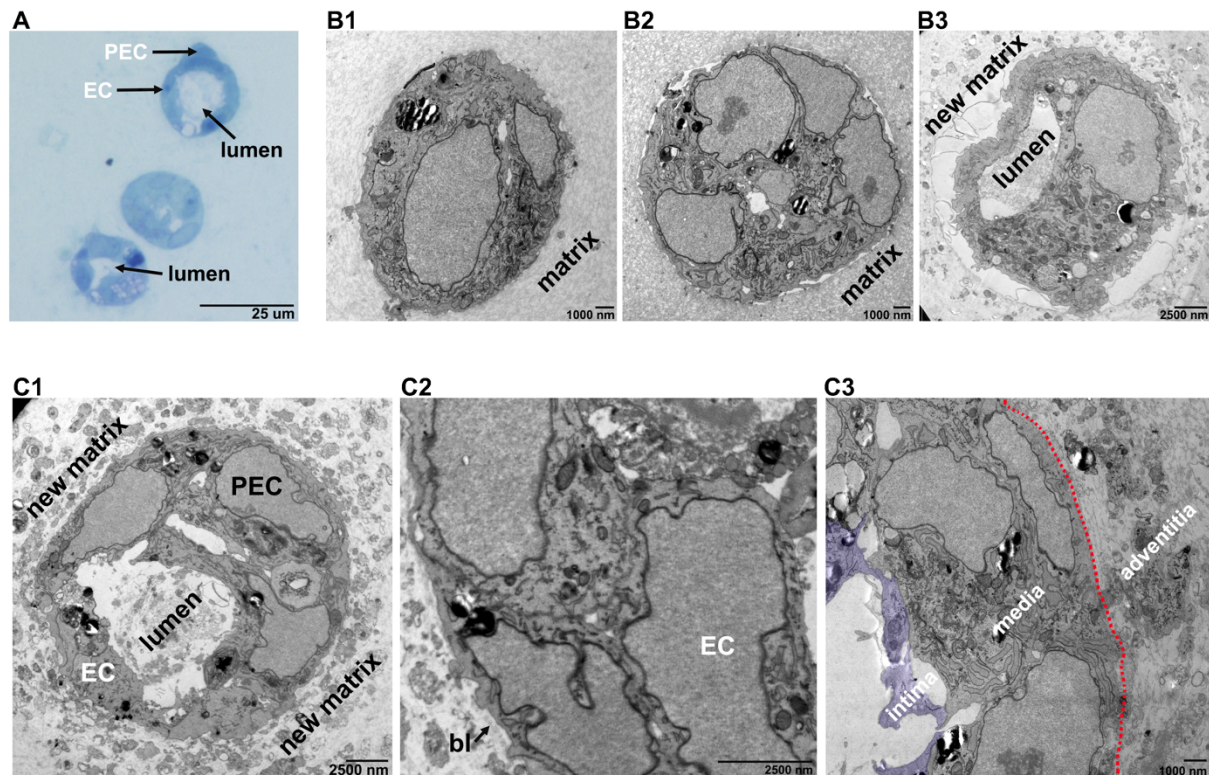 A
PEC
EC
lumen
lumen
25 um
B1
matrix
1000 nm
B2
matrix
1000 nm
B3
new matrix
lumen
2500 nm
C1
new matrix
PEC
lumen
EC
new matrix
2500 nm
C2
EC
bl
2500 nm
C3
adventitia
media
intima
1000 nm